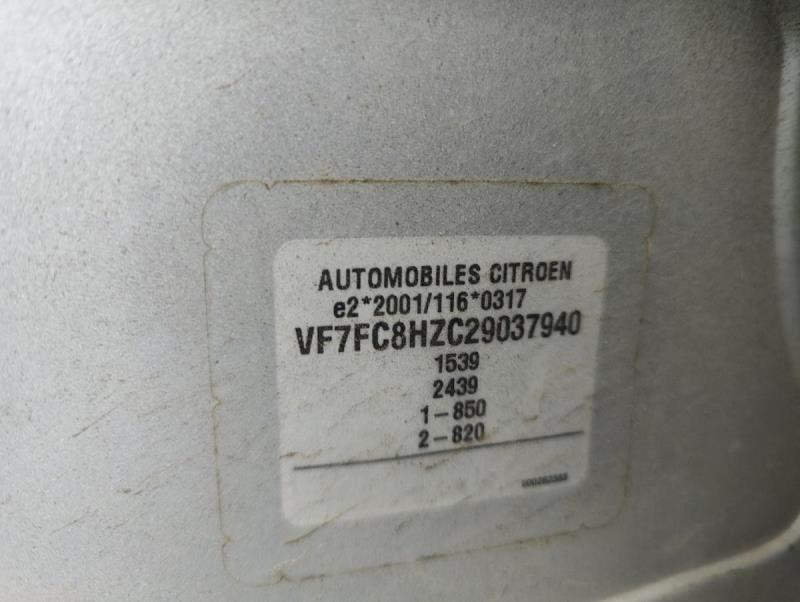 AUTOMOBILES CITROEN
e2*2001/116*0317
VF7FC8HZC29037940
1539
2439
1-850
2-820